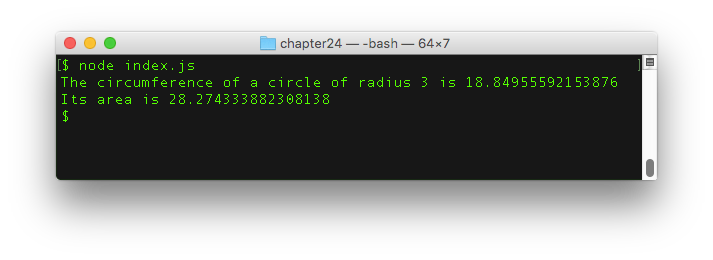 chapter24 — -bash — 64×7
[$ node index.js ]
The circumference of a circle of radius 3 is 18.84955592153876
Its area is 28.274333882308138
$